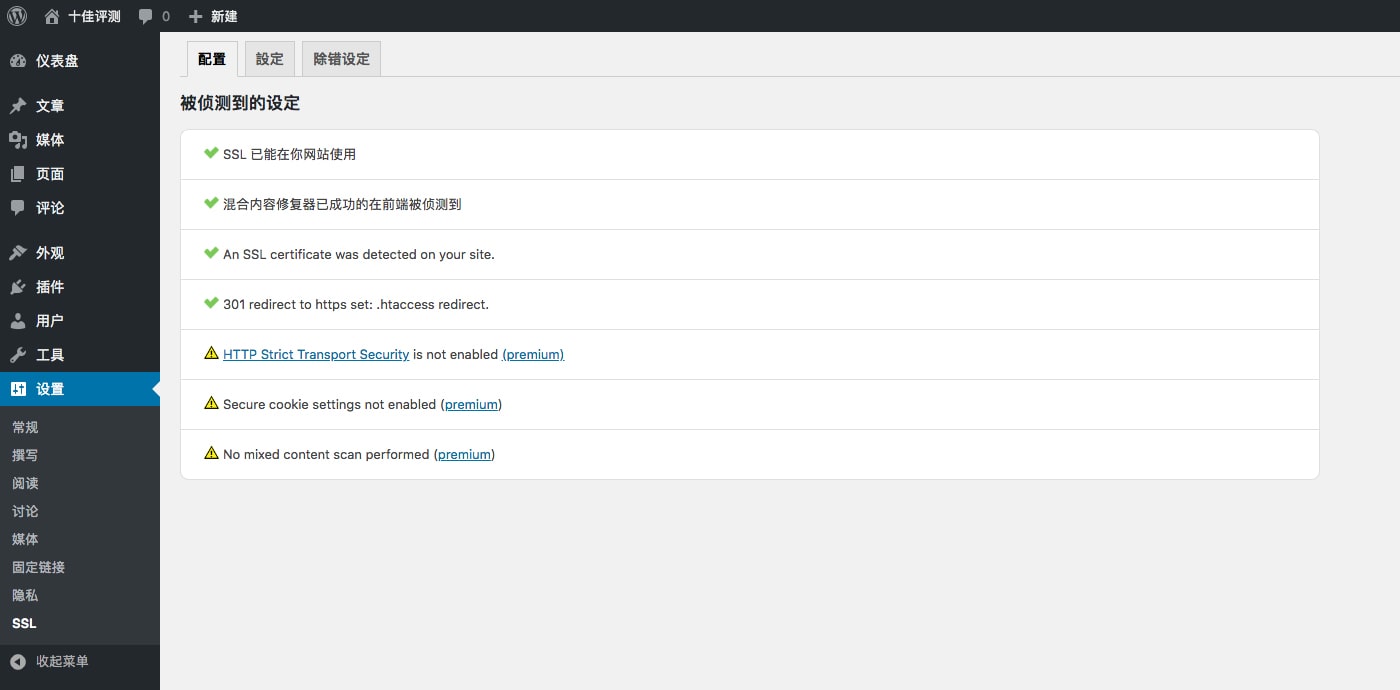 十佳评测 0 新建
仪表盘
文章
媒体
页面
评论
外观
插件
用户
工具
设置
常规
撰写
阅读
讨论
媒体
固定链接
隐私
SSL
收起菜单
配置 設定 除错设定
被侦测到的设定
SSL 已能在你网站使用
混合内容修复器已成功的在前端被侦测到
An SSL certificate was detected on your site.
301 redirect to https set: .htaccess redirect.
HTTP Strict Transport Security is not enabled (premium)
Secure cookie settings not enabled (premium)
No mixed content scan performed (premium)